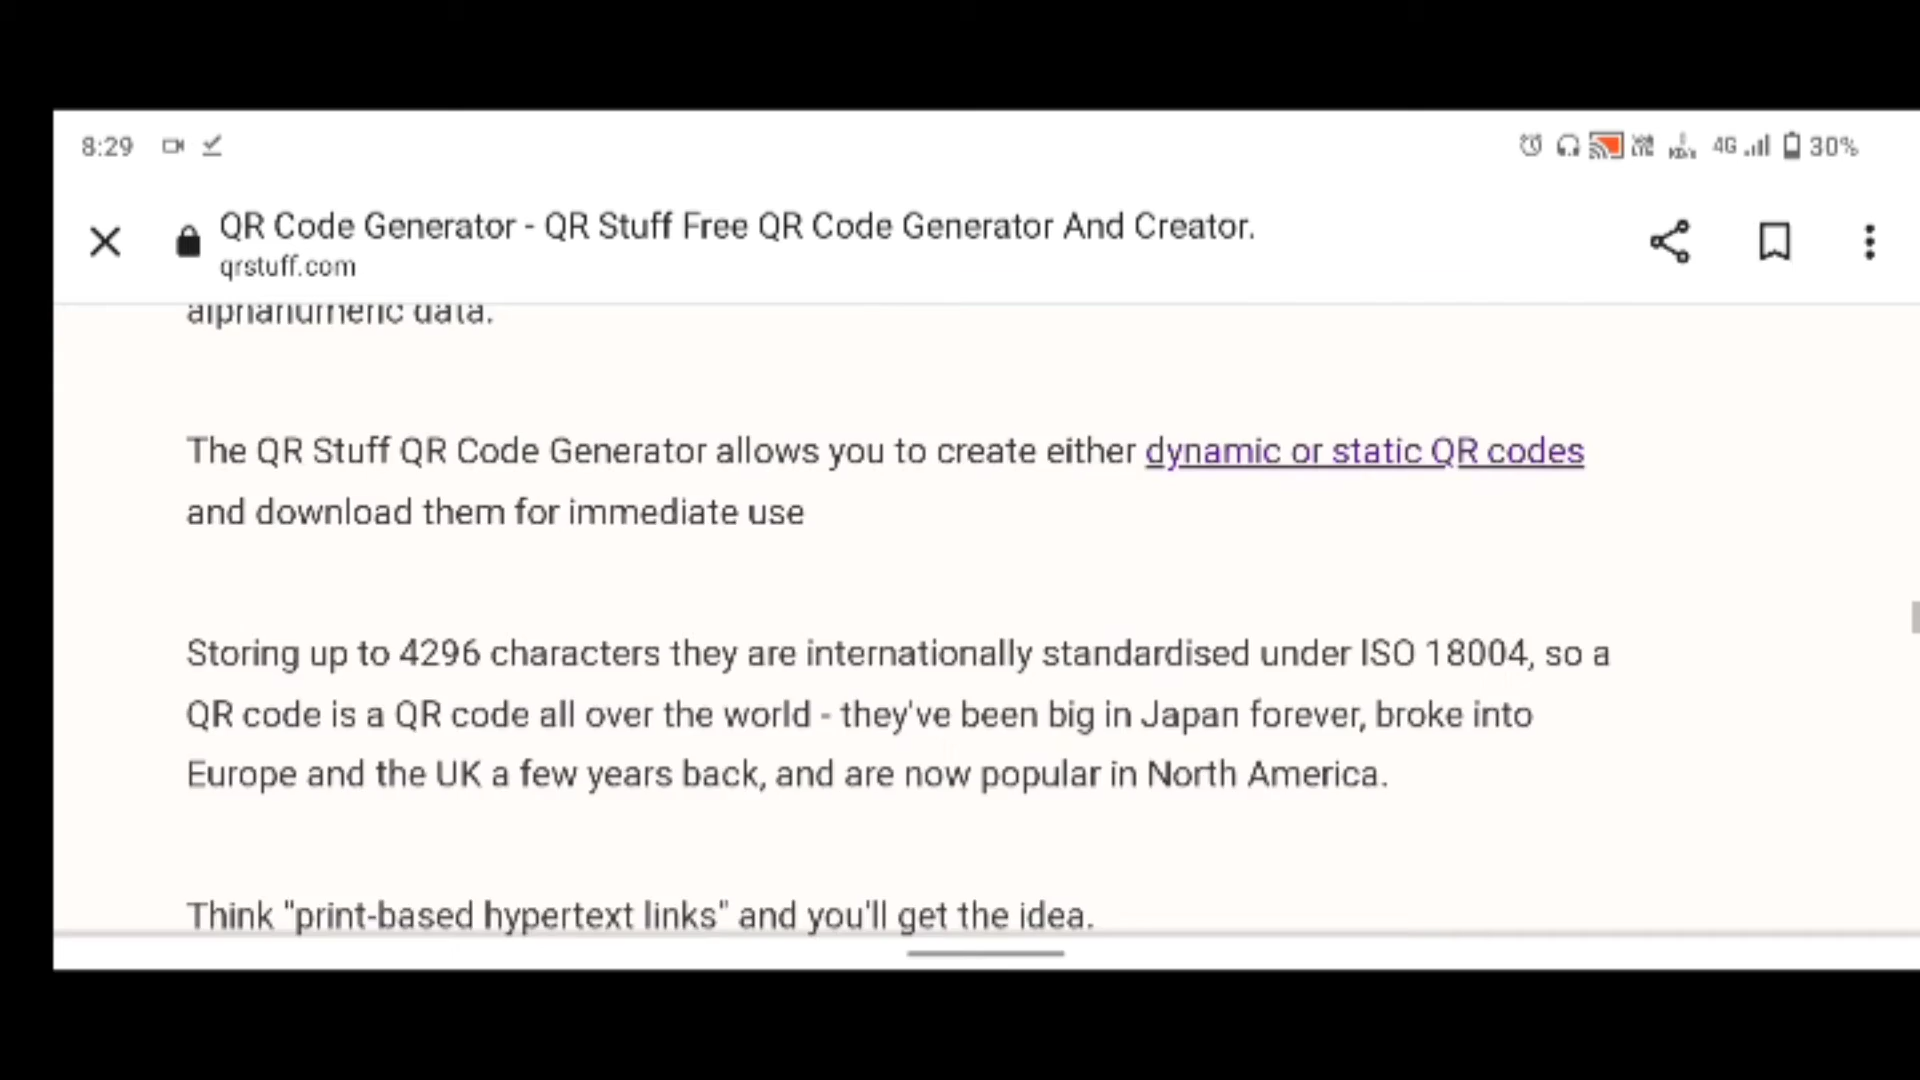 8:29 4G 30%
QR Code Generator - QR Stuff Free QR Code Generator And Creator.
qrstuff.com
alphanumeric data.
The QR Stuff QR Code Generator allows you to create either dynamic or static QR codes
and download them for immediate use
Storing up to 4296 characters they are internationally standardised under ISO 18004, so a
QR code is a QR code all over the world - they've been big in Japan forever, broke into
Europe and the UK a few years back, and are now popular in North America.
Think "print-based hypertext links" and you'll get the idea.